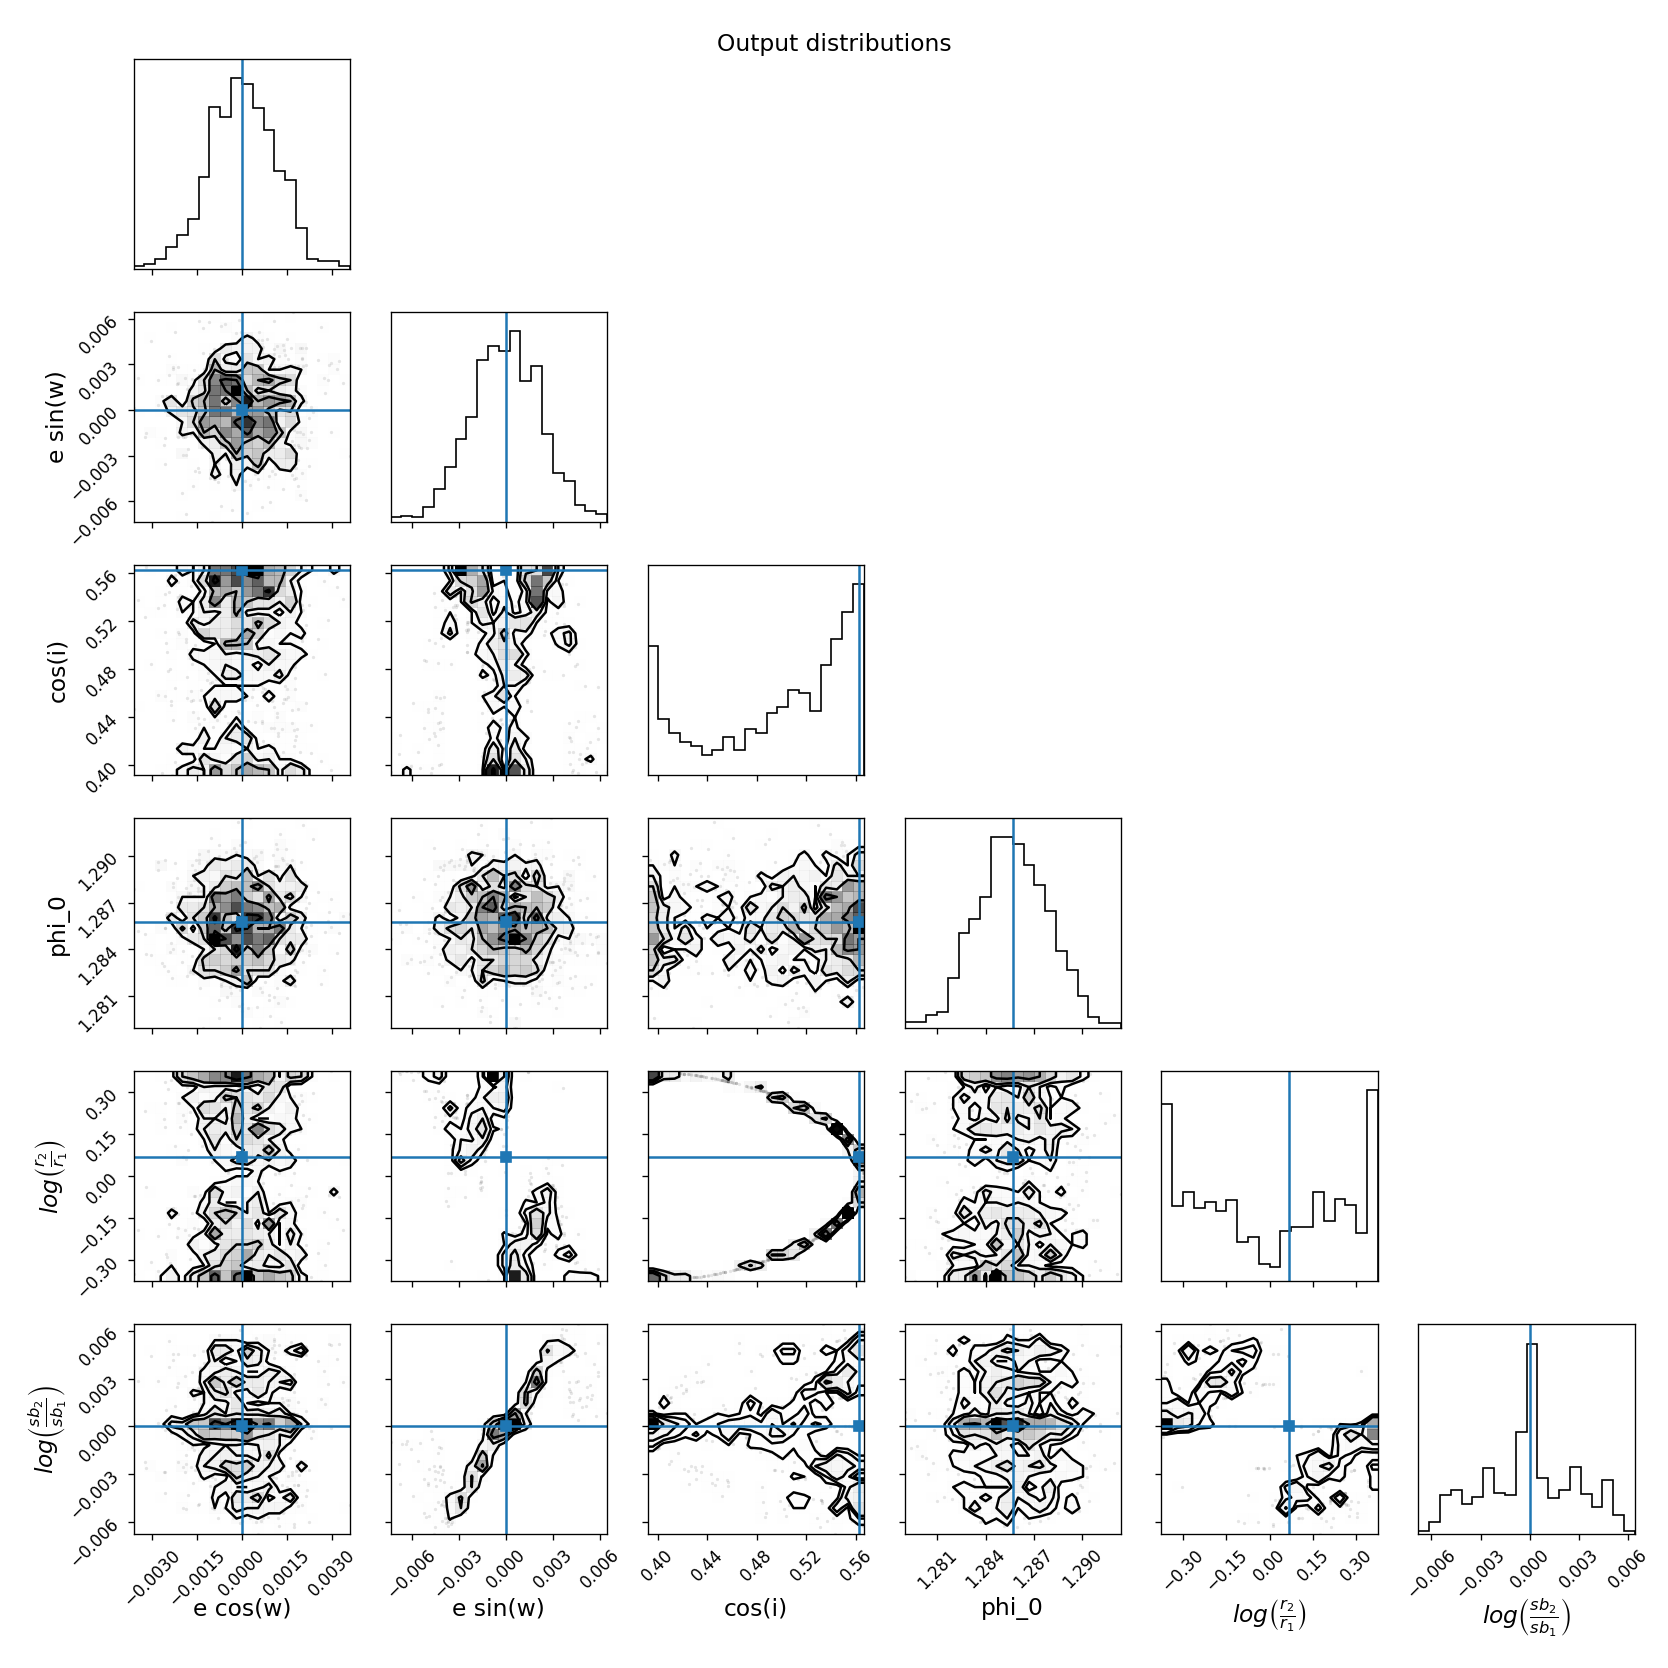 Output distributions
0.006
0.003
0.000
−0.003
−0.006
e sin(w)
0.56
0.52
0.48
0.44
0.40
cos(i)
1.290
1.287
1.284
1.281
phi_0
0.30
0.15
0.00
−0.15
−0.30
log(r2/r1)
0.006
0.003
0.000
−0.003
−0.006
log(sb2/sb1)
−0.0030 −0.0015 0.0000 0.0015 0.0030
−0.006 −0.003 0.000 0.003 0.006
0.40 0.44 0.48 0.52 0.56
1.281 1.284 1.287 1.290
−0.30 −0.15 0.00 0.15 0.30
−0.006 −0.003 0.000 0.003 0.006
e cos(w) e sin(w) cos(i) phi_0 log(r2/r1) log(sb2/sb1)